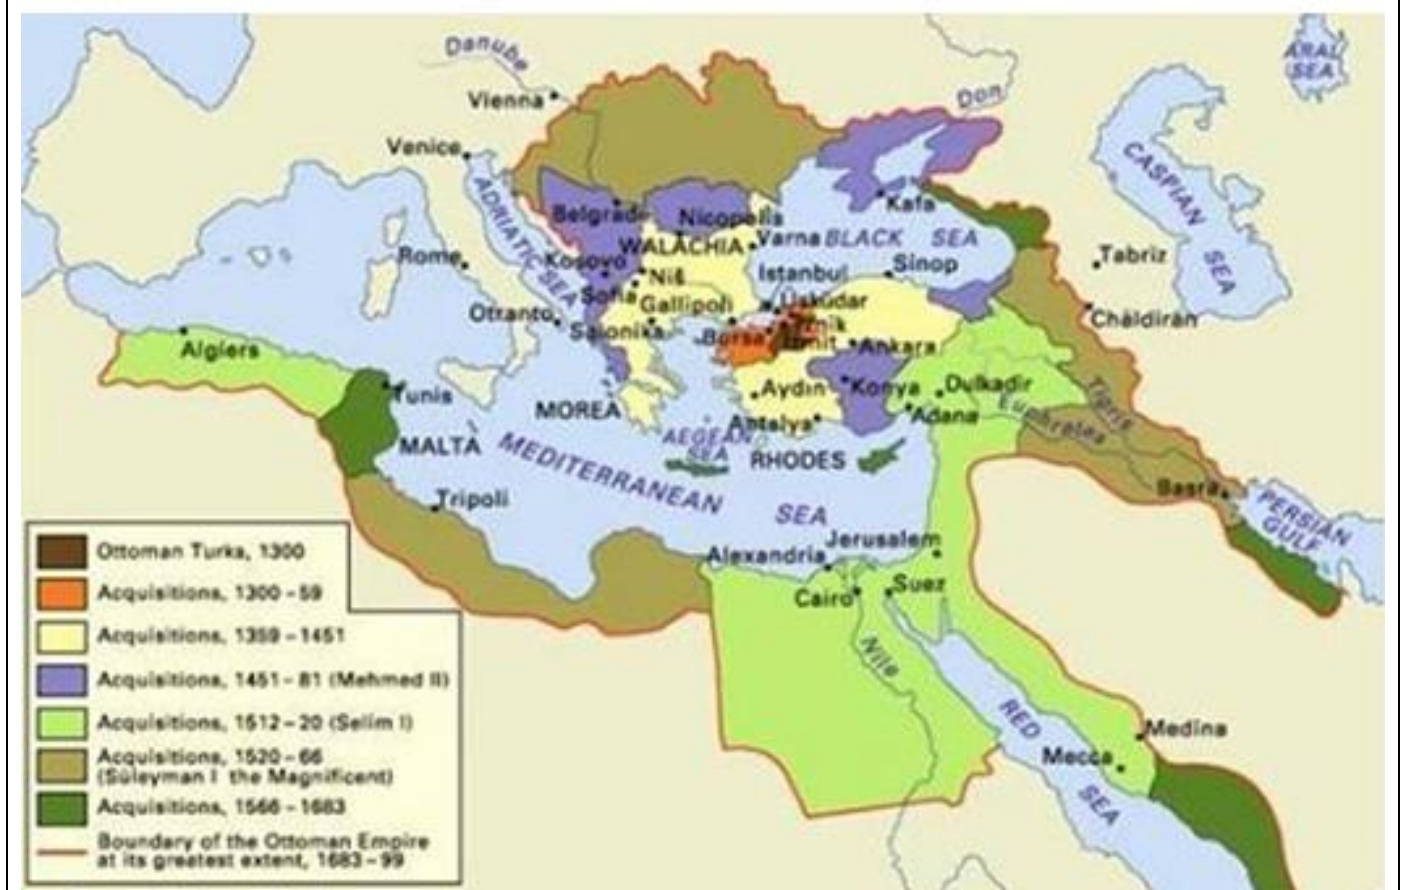 ARAL
SEA
Danube
Vienna
Don
Venice
CASPIAN
SEA
ADRIATIC SEA
Belgrade
Nicopolis
Kafa
WALACHIA
Varna
BLACK SEA
Rome
Kosovo
Niš
Istanbul
Sinop
Tabriz
Sofia
Gallipoli
Üsküdar
Otranto
Salonika
Bursa
Iznik
Izmit
Ankara
Chāldirān
Algiers
Tunis
Aydın
Konya
Dulkadir
Tigris
MOREA
Antalya
Adana
Euphrates
MALTA
AEGEAN
SEA
RHODES
MEDITERRANEAN
SEA
Tripoli
Basra
PERSIAN
GULF
Jerusalem
Alexandria
Cairo
Suez
Nile
RED
SEA
Medina
Mecca
Ottoman Turks, 1300
Acquisitions, 1300–59
Acquisitions, 1359–1451
Acquisitions, 1451–81 (Mehmed II)
Acquisitions, 1512–20 (Selim I)
Acquisitions, 1520–66
(Süleyman I the Magnificent)
Acquisitions, 1566–1683
Boundary of the Ottoman Empire
at its greatest extent, 1683–99